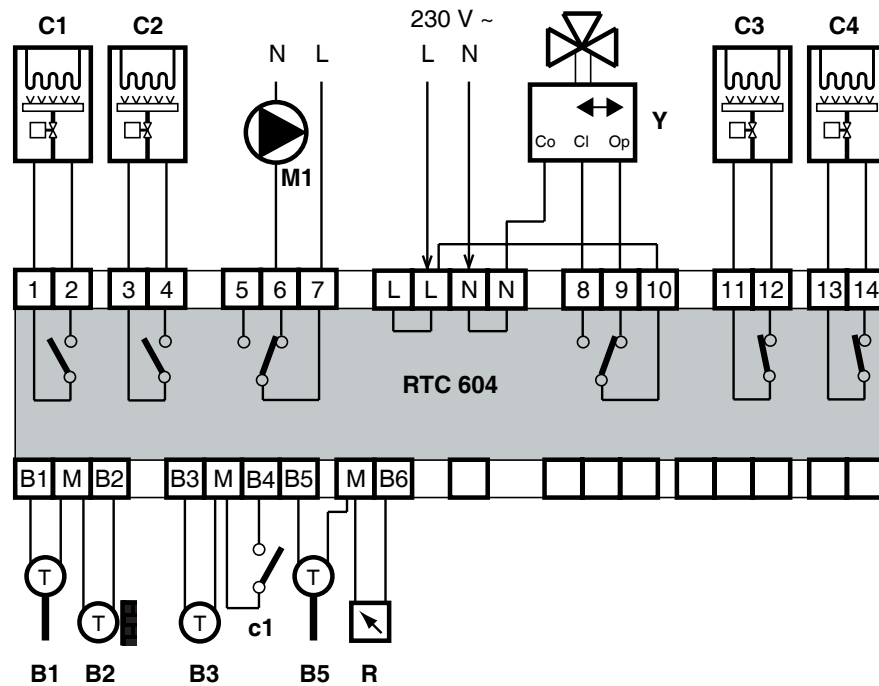 230 V ~
C1 C2 C3 C4
N L L N
Y
Co Cl Op
M1
1 2 3 4 5 6 7 L L N N 8 9 10 11 12 13 14
RTC 604
B1 M B2 B3 M B4 B5 M B6
T T T T
c1
B1 B2 B3 B5 R